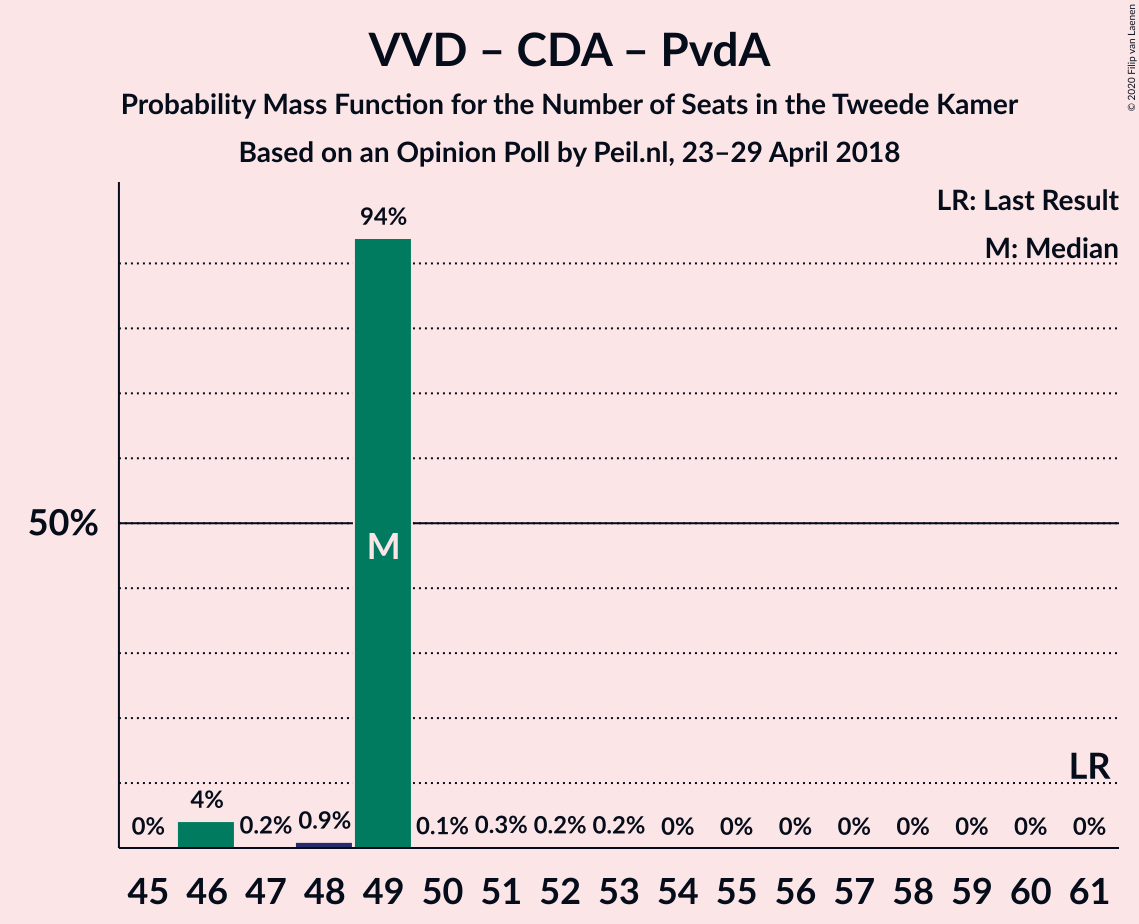 VVD – CDA – PvdA
Probability Mass Function for the Number of Seats in the Tweede Kamer
Based on an Opinion Poll by Peil.nl, 23–29 April 2018
© 2020 Filip van Laenen
LR: Last Result
M: Median
94%
50%
M
LR
0% 4% 0.2% 0.9% 0.1% 0.3% 0.2% 0.2% 0% 0% 0% 0% 0% 0% 0% 0%
45 46 47 48 49 50 51 52 53 54 55 56 57 58 59 60 61